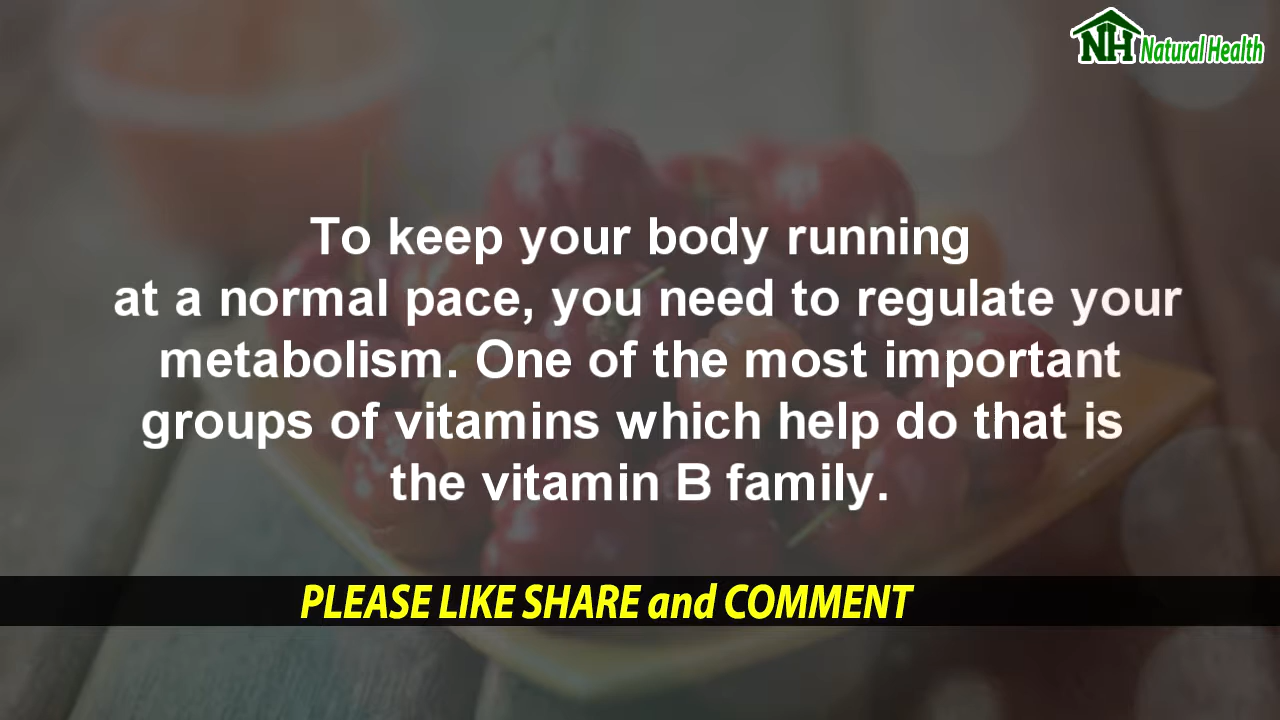 NH Natural Health
To keep your body running
at a normal pace, you need to regulate your
metabolism. One of the most important
groups of vitamins which help do that is
the vitamin B family.
PLEASE LIKE SHARE and COMMENT